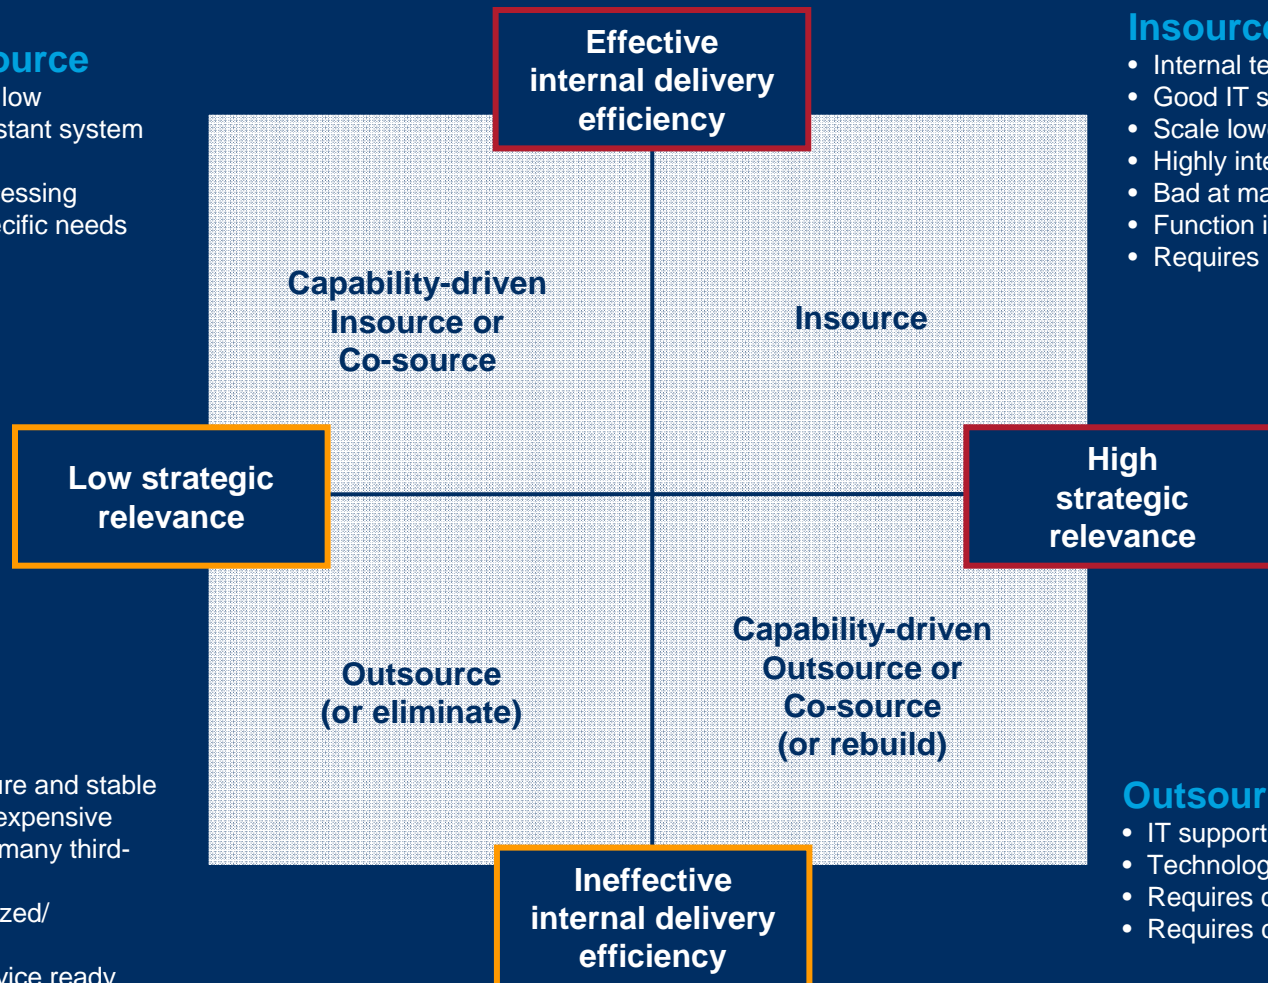 ource
low
stant system
essing
ecific needs
Effective
internal delivery
efficiency
Insource
• Internal te
• Good IT s
• Scale low
• Highly inte
• Bad at ma
• Function i
• Requires
Capability-driven
Insource or
Co-source
Insource
Low strategic
relevance
High
strategic
relevance
Outsource
(or eliminate)
Capability-driven
Outsource or
Co-source
(or rebuild)
ure and stable
expensive
many third-
zed/
vice ready
Ineffective
internal delivery
efficiency
Outsour
• IT support
• Technolog
• Requires
• Requires